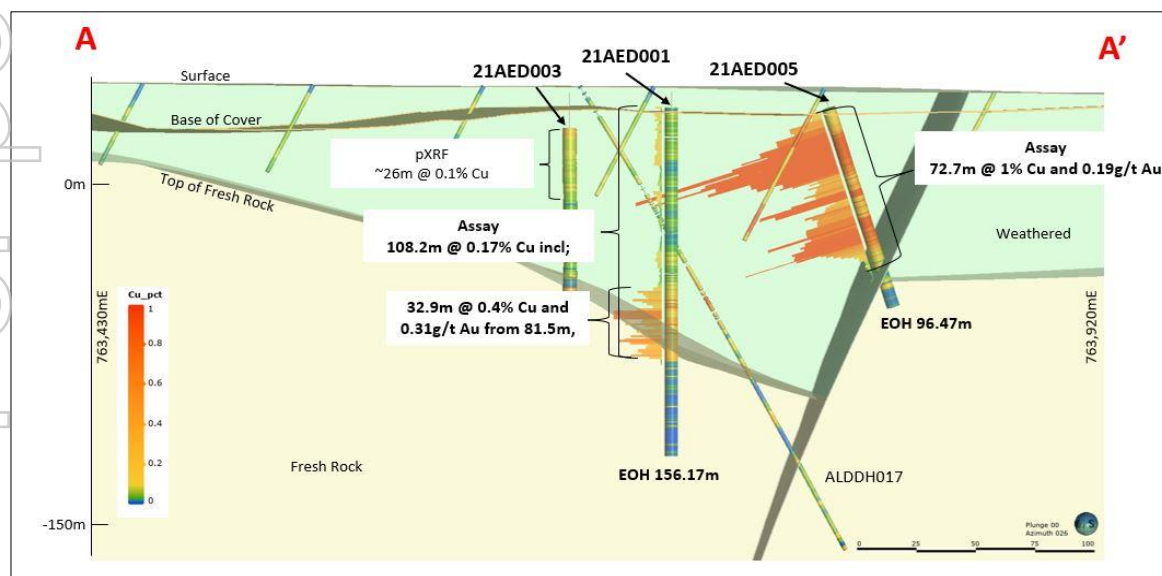 A
A'
21AED003
21AED001
21AED005
Surface
Base of Cover
pXRF
~26m @ 0.1% Cu
Assay
72.7m @ 1% Cu and 0.19g/t Au
0m
Top of Fresh Rock
Assay
108.2m @ 0.17% Cu incl;
Weathered
32.9m @ 0.4% Cu and
0.31g/t Au from 81.5m,
Cu_pct
1
0.8
0.6
0.4
0.2
0
763,430mE
763,920mE
EOH 96.47m
Fresh Rock
EOH 156.17m
ALDDH017
-150m
Plunge 00
Azimuth 026
0 25 50 75 100